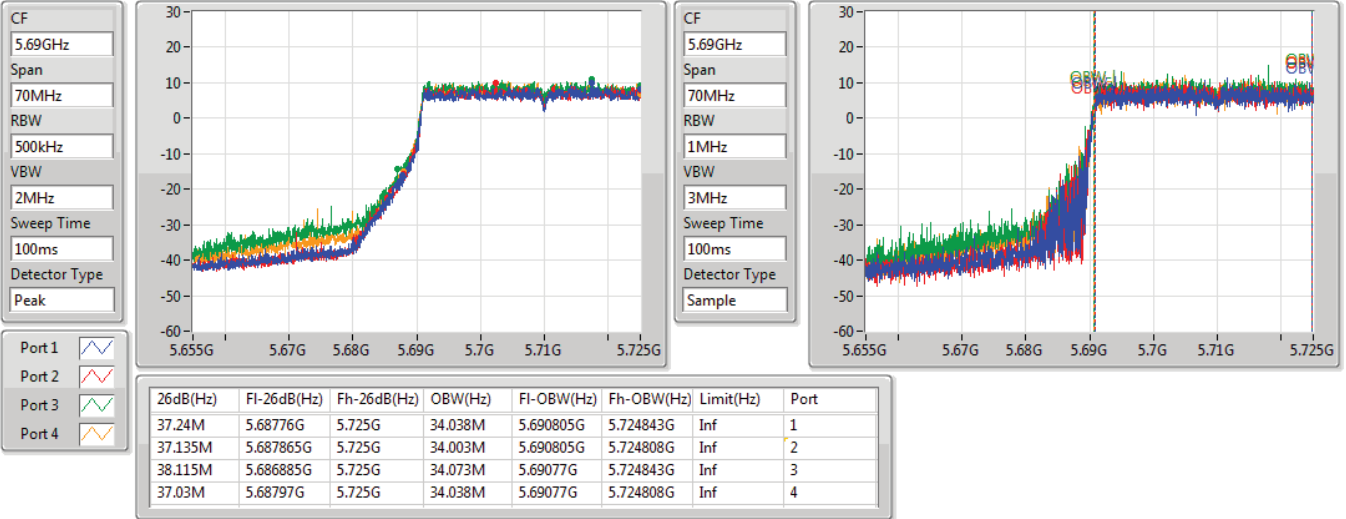 CF
5.69GHz
Span
70MHz
RBW
500kHz
VBW
2MHz
Sweep Time
100ms
Detector Type
Peak
Port 1
Port 2
Port 3
Port 4
30
20
10
0
-10
-20
-30
-40
-50
-60
5.655G 5.67G 5.68G 5.69G 5.7G 5.71G 5.725G
CF
5.69GHz
Span
70MHz
RBW
1MHz
VBW
3MHz
Sweep Time
100ms
Detector Type
Sample
30
20
10
0
-10
-20
-30
-40
-50
-60
5.655G 5.67G 5.68G 5.69G 5.7G 5.71G 5.725G
26dB(Hz) Fl-26dB(Hz) Fh-26dB(Hz) OBW(Hz) Fl-OBW(Hz) Fh-OBW(Hz) Limit(Hz) Port
37.24M 5.68776G 5.725G 34.038M 5.690805G 5.724843G Inf 1
37.135M 5.687865G 5.725G 34.003M 5.690805G 5.724808G Inf 2
38.115M 5.686885G 5.725G 34.073M 5.69077G 5.724843G Inf 3
37.03M 5.68797G 5.725G 34.038M 5.69077G 5.724808G Inf 4